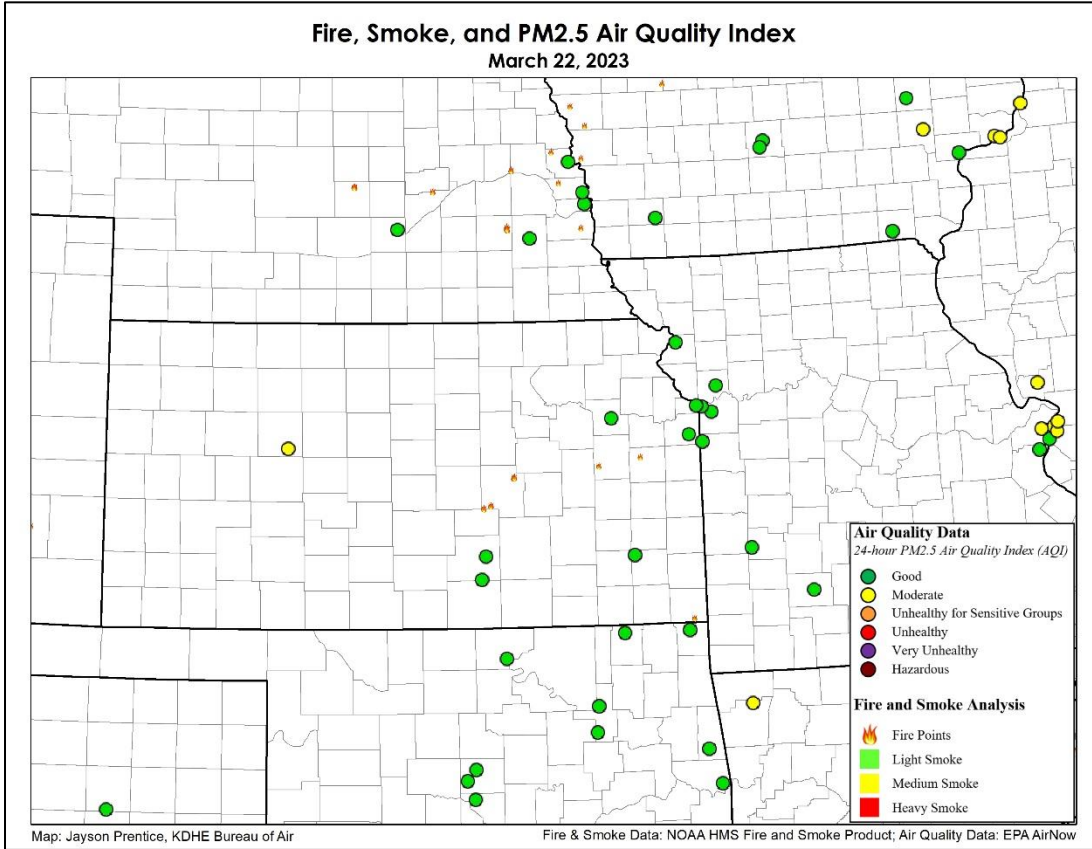 Fire, Smoke, and PM2.5 Air Quality Index
March 22, 2023
Air Quality Data
24-hour PM2.5 Air Quality Index (AQI)
Good
Moderate
Unhealthy for Sensitive Groups
Unhealthy
Very Unhealthy
Hazardous
Fire and Smoke Analysis
Fire Points
Light Smoke
Medium Smoke
Heavy Smoke
Map: Jayson Prentice, KDHE Bureau of Air
Fire & Smoke Data: NOAA HMS Fire and Smoke Product; Air Quality Data: EPA AirNow